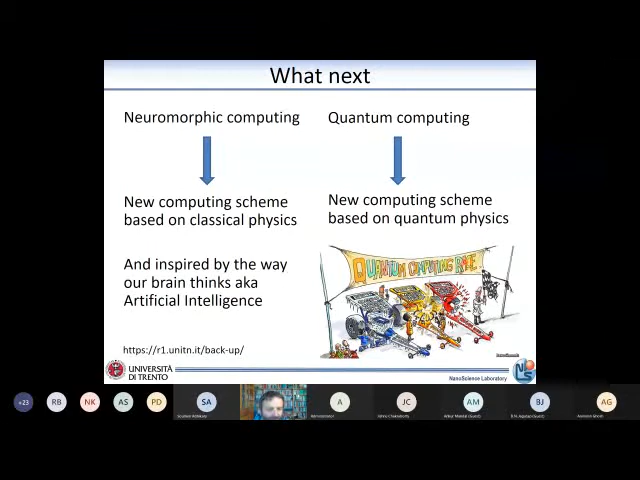 What next
Neuromorphic computing
Quantum computing
New computing scheme
based on classical physics
New computing scheme
based on quantum physics
And inspired by the way
our brain thinks aka
Artificial Intelligence
QUANTUM COMPUTING RACE
https://r1.unitn.it/back-up/
UNIVERSITÀ
DI TRENTO
NanoScience Laboratory
+23
RB
NK
AS
PD
SA
A
JC
AM
BJ
AG
Administrator